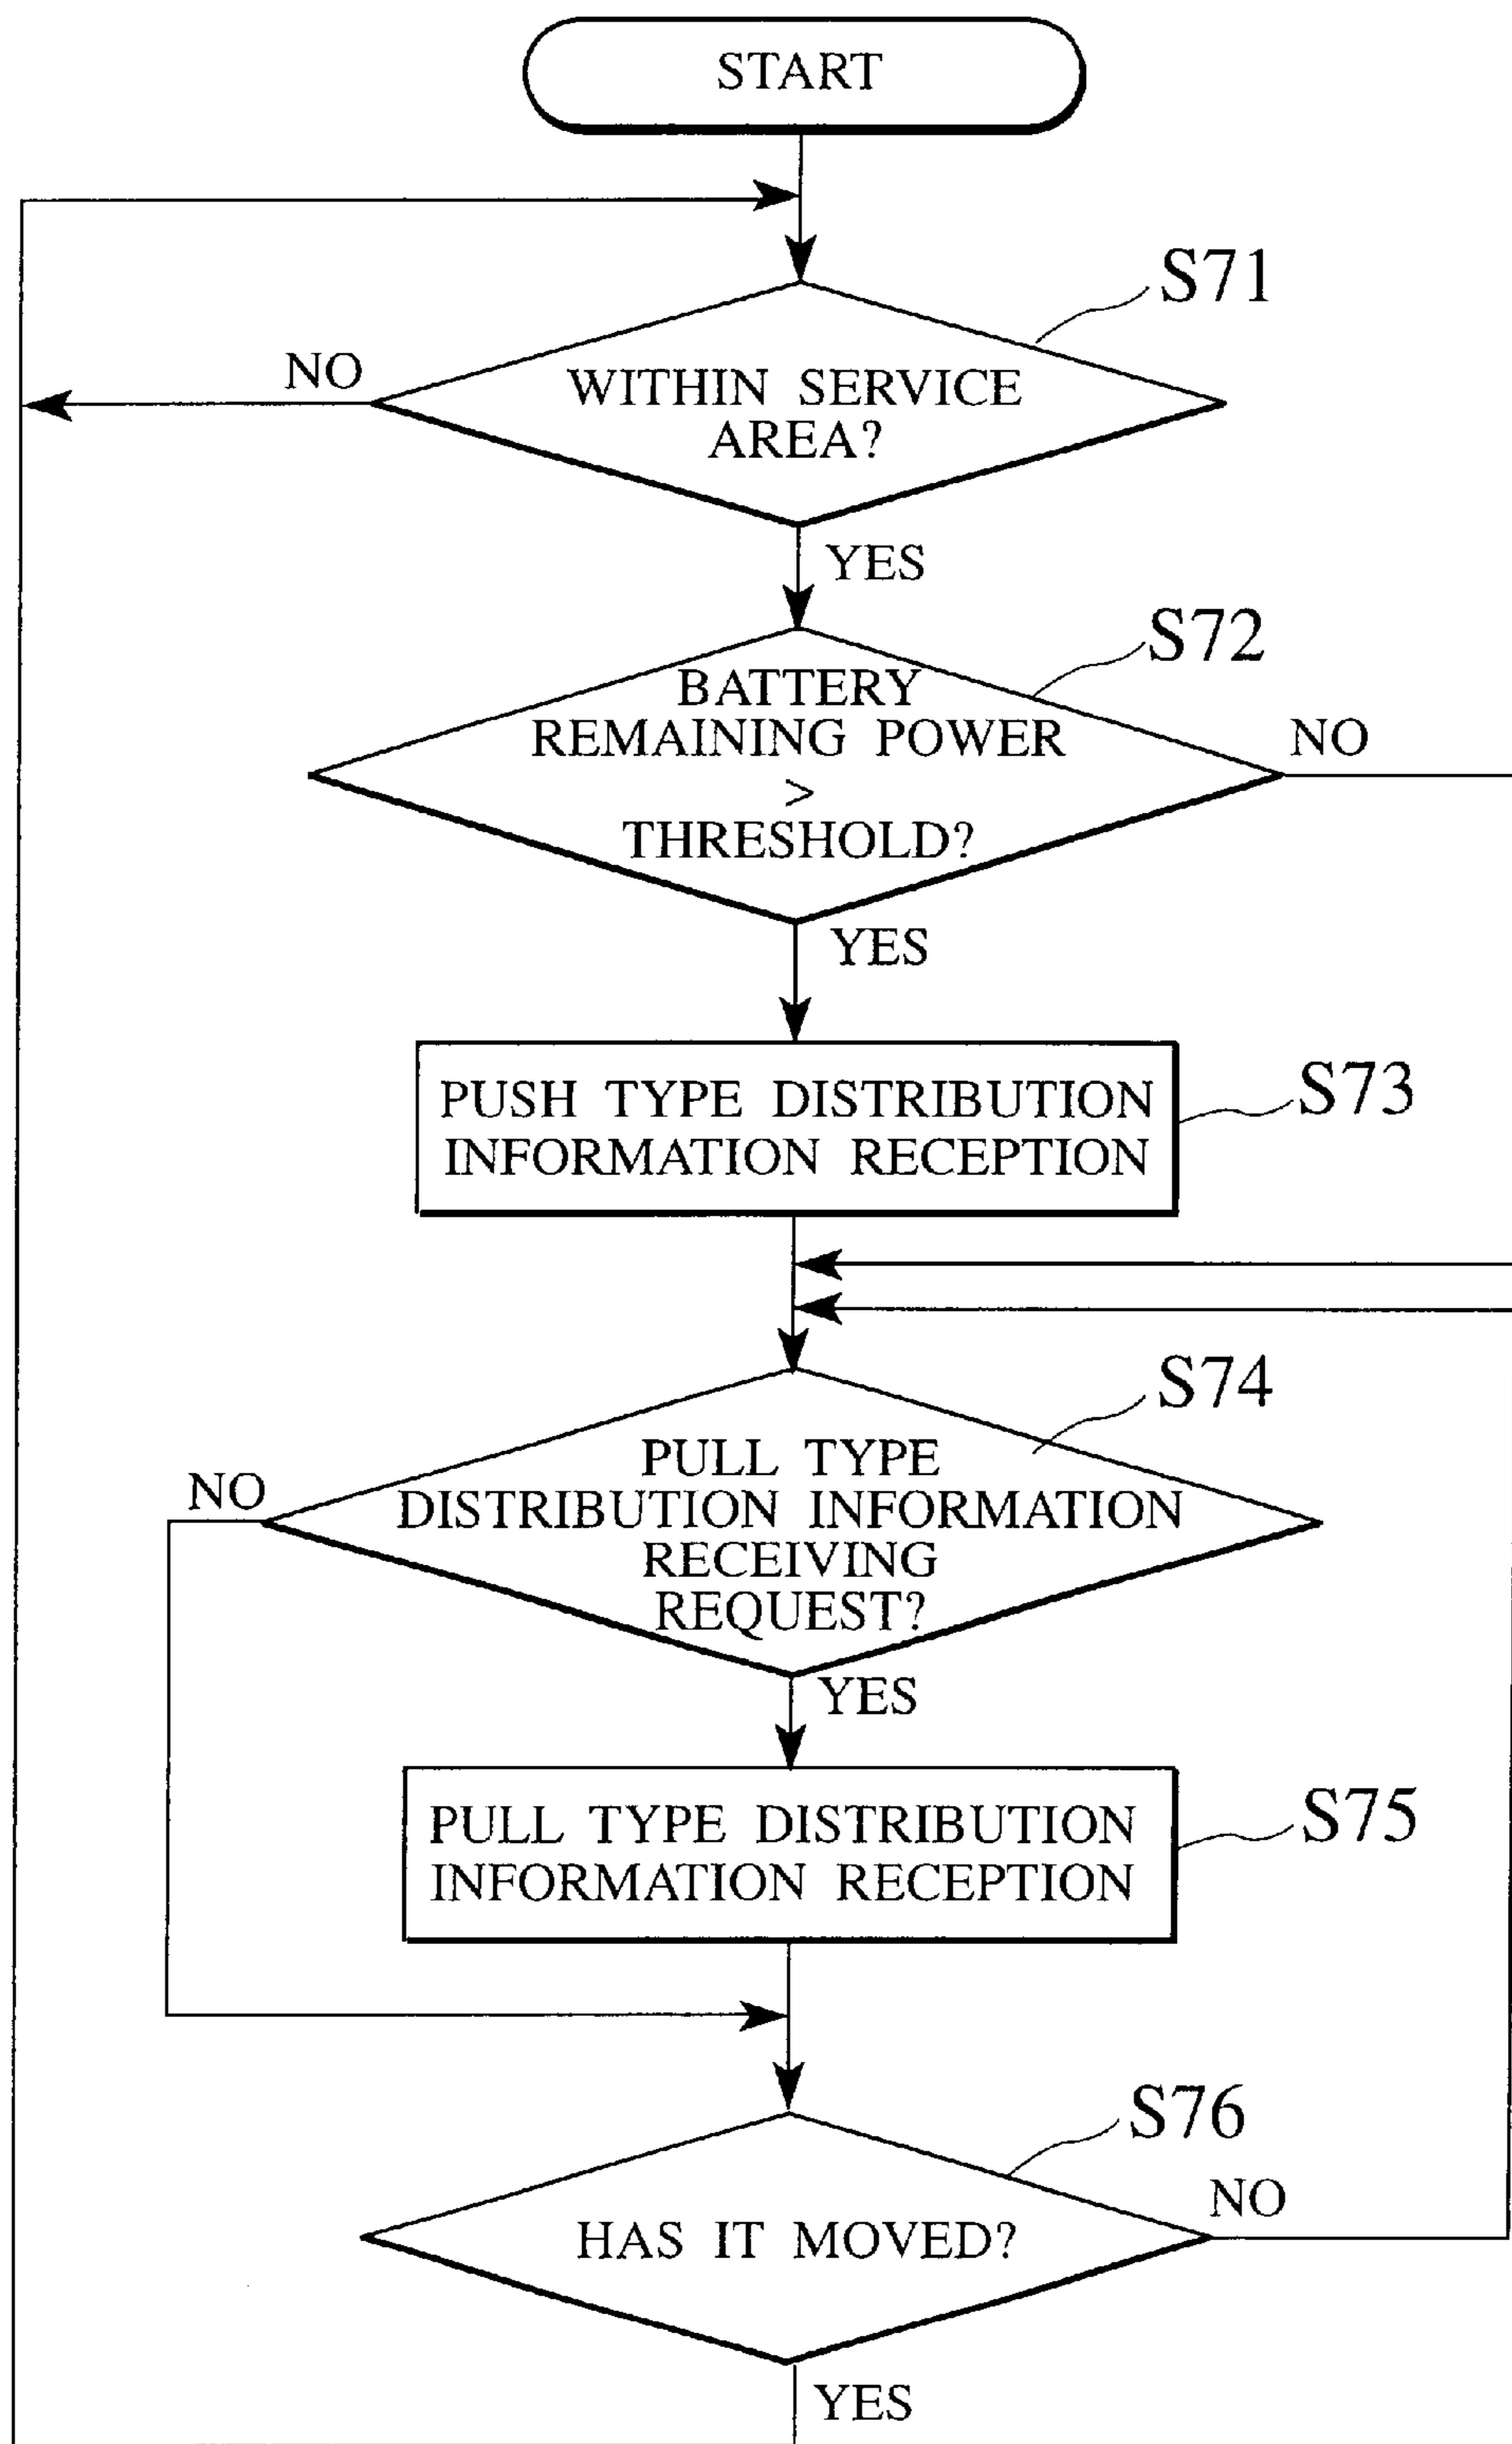 START
S71
NO
WITHIN SERVICE
AREA?
YES
S72
BATTERY
REMAINING POWER
>
THRESHOLD?
NO
YES
PUSH TYPE DISTRIBUTION
INFORMATION RECEPTION
S73
S74
NO
PULL TYPE
DISTRIBUTION INFORMATION
RECEIVING
REQUEST?
YES
PULL TYPE DISTRIBUTION
INFORMATION RECEPTION
S75
S76
NO
HAS IT MOVED?
YES